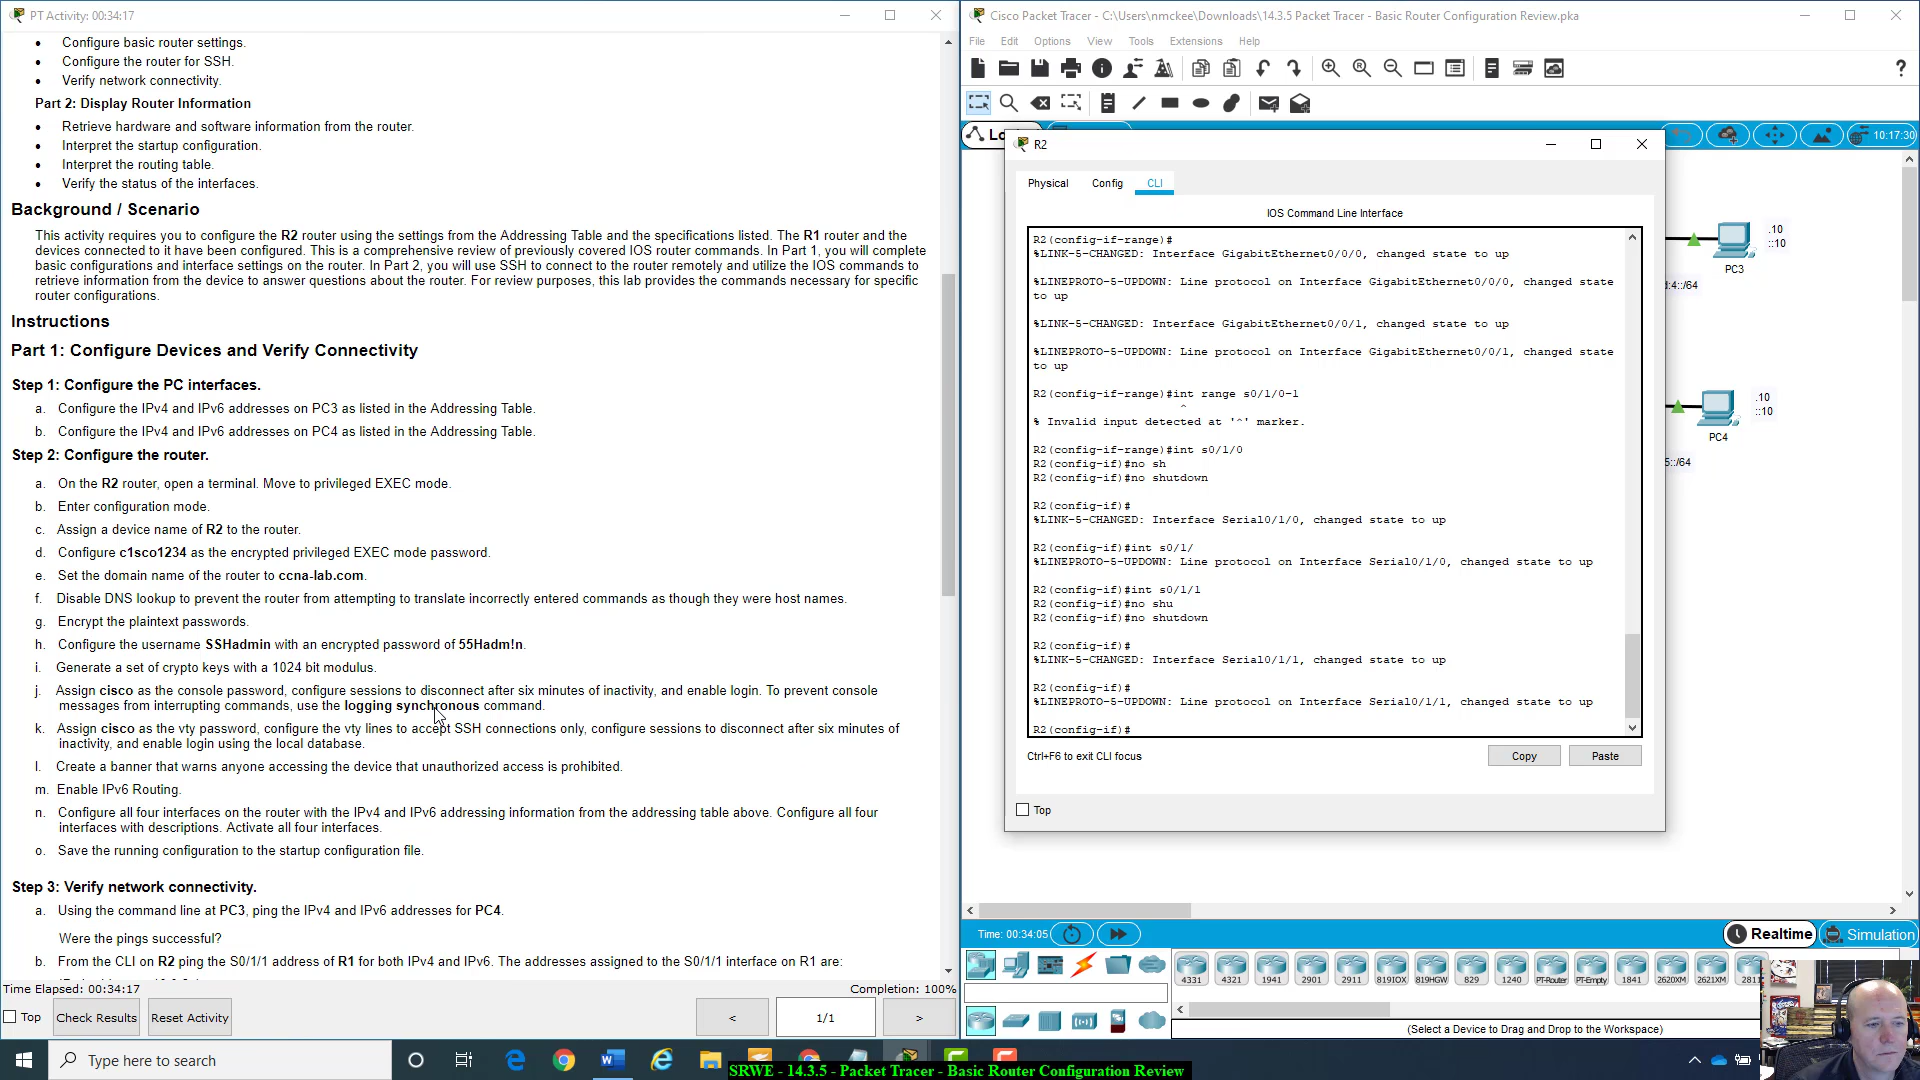 PT Activity: 00:34:17
Configure basic router settings.
Configure the router for SSH.
Verify network connectivity.
Part 2: Display Router Information
Retrieve hardware and software information from the router.
Interpret the startup configuration.
Interpret the routing table.
Verify the status of the interfaces.
Background / Scenario
This activity requires you to configure the R2 router using the settings from the Addressing Table and the specifications listed. The R1 router and the
devices connected to it have been configured. This is a comprehensive review of previously covered IOS router commands. In Part 1, you will complete
basic configurations and interface settings on the router. In Part 2, you will use SSH to connect to the router remotely and utilize the IOS commands to
retrieve information from the device to answer questions about the router. For review purposes, this lab provides the commands necessary for specific
router configurations.
Instructions
Part 1: Configure Devices and Verify Connectivity
Step 1: Configure the PC interfaces.
a. Configure the IPv4 and IPv6 addresses on PC3 as listed in the Addressing Table.
b. Configure the IPv4 and IPv6 addresses on PC4 as listed in the Addressing Table.
Step 2: Configure the router.
a. On the R2 router, open a terminal. Move to privileged EXEC mode.
b. Enter configuration mode.
c. Assign a device name of R2 to the router.
d. Configure c1sco1234 as the encrypted privileged EXEC mode password.
e. Set the domain name of the router to ccna-lab.com.
f. Disable DNS lookup to prevent the router from attempting to translate incorrectly entered commands as though they were host names.
g. Encrypt the plaintext passwords.
h. Configure the username SSHadmin with an encrypted password of 55Hadm!n.
i. Generate a set of crypto keys with a 1024 bit modulus.
j. Assign cisco as the console password, configure sessions to disconnect after six minutes of inactivity, and enable login. To prevent console
messages from interrupting commands, use the logging synchronous command.
k. Assign cisco as the vty password, configure the vty lines to accept SSH connections only, configure sessions to disconnect after six minutes of
inactivity, and enable login using the local database.
l. Create a banner that warns anyone accessing the device that unauthorized access is prohibited.
m. Enable IPv6 Routing.
n. Configure all four interfaces on the router with the IPv4 and IPv6 addressing information from the addressing table above. Configure all four
interfaces with descriptions. Activate all four interfaces.
o. Save the running configuration to the startup configuration file.
Step 3: Verify network connectivity.
a. Using the command line at PC3, ping the IPv4 and IPv6 addresses for PC4.
Were the pings successful?
b. From the CLI on R2 ping the S0/1/1 address of R1 for both IPv4 and IPv6. The addresses assigned to the S0/1/1 interface on R1 are:
Time Elapsed: 00:34:17
Completion: 100%
Top
Check Results
Reset Activity
<
1/1
>
Cisco Packet Tracer - C:\Users\nmckee\Downloads\14.3.5 Packet Tracer - Basic Router Configuration Review.pka
File Edit Options View Tools Extensions Help
?
Lo
10:17:30
R2
Physical Config CLI
IOS Command Line Interface
R2(config-if-range)#
%LINK-5-CHANGED: Interface GigabitEthernet0/0/0, changed state to up
%LINEPROTO-5-UPDOWN: Line protocol on Interface GigabitEthernet0/0/0, changed state
to up
%LINK-5-CHANGED: Interface GigabitEthernet0/0/1, changed state to up
%LINEPROTO-5-UPDOWN: Line protocol on Interface GigabitEthernet0/0/1, changed state
to up
R2(config-if-range)#int range s0/1/0-1
^
% Invalid input detected at '^' marker.
R2(config-if-range)#int s0/1/0
R2(config-if)#no sh
R2(config-if)#no shutdown
R2(config-if)#
%LINK-5-CHANGED: Interface Serial0/1/0, changed state to up
R2(config-if)#int s0/1/
%LINEPROTO-5-UPDOWN: Line protocol on Interface Serial0/1/0, changed state to up
R2(config-if)#int s0/1/1
R2(config-if)#no shu
R2(config-if)#no shutdown
R2(config-if)#
%LINK-5-CHANGED: Interface Serial0/1/1, changed state to up
R2(config-if)#
%LINEPROTO-5-UPDOWN: Line protocol on Interface Serial0/1/1, changed state to up
R2(config-if)#
Ctrl+F6 to exit CLI focus
Copy
Paste
Top
.10
::10
PC3
d:4::/64
.10
::10
PC4
::/64
Time: 00:34:05
Realtime
Simulation
4331 4321 1941 2901 2911 819IOX 819HGW 829 1240 PT-Router PT-Empty 1841 2620XM 2621XM 2811
(Select a Device to Drag and Drop to the Workspace)
Type here to search
SRWE - 14.3.5 - Packet Tracer - Basic Router Configuration Review